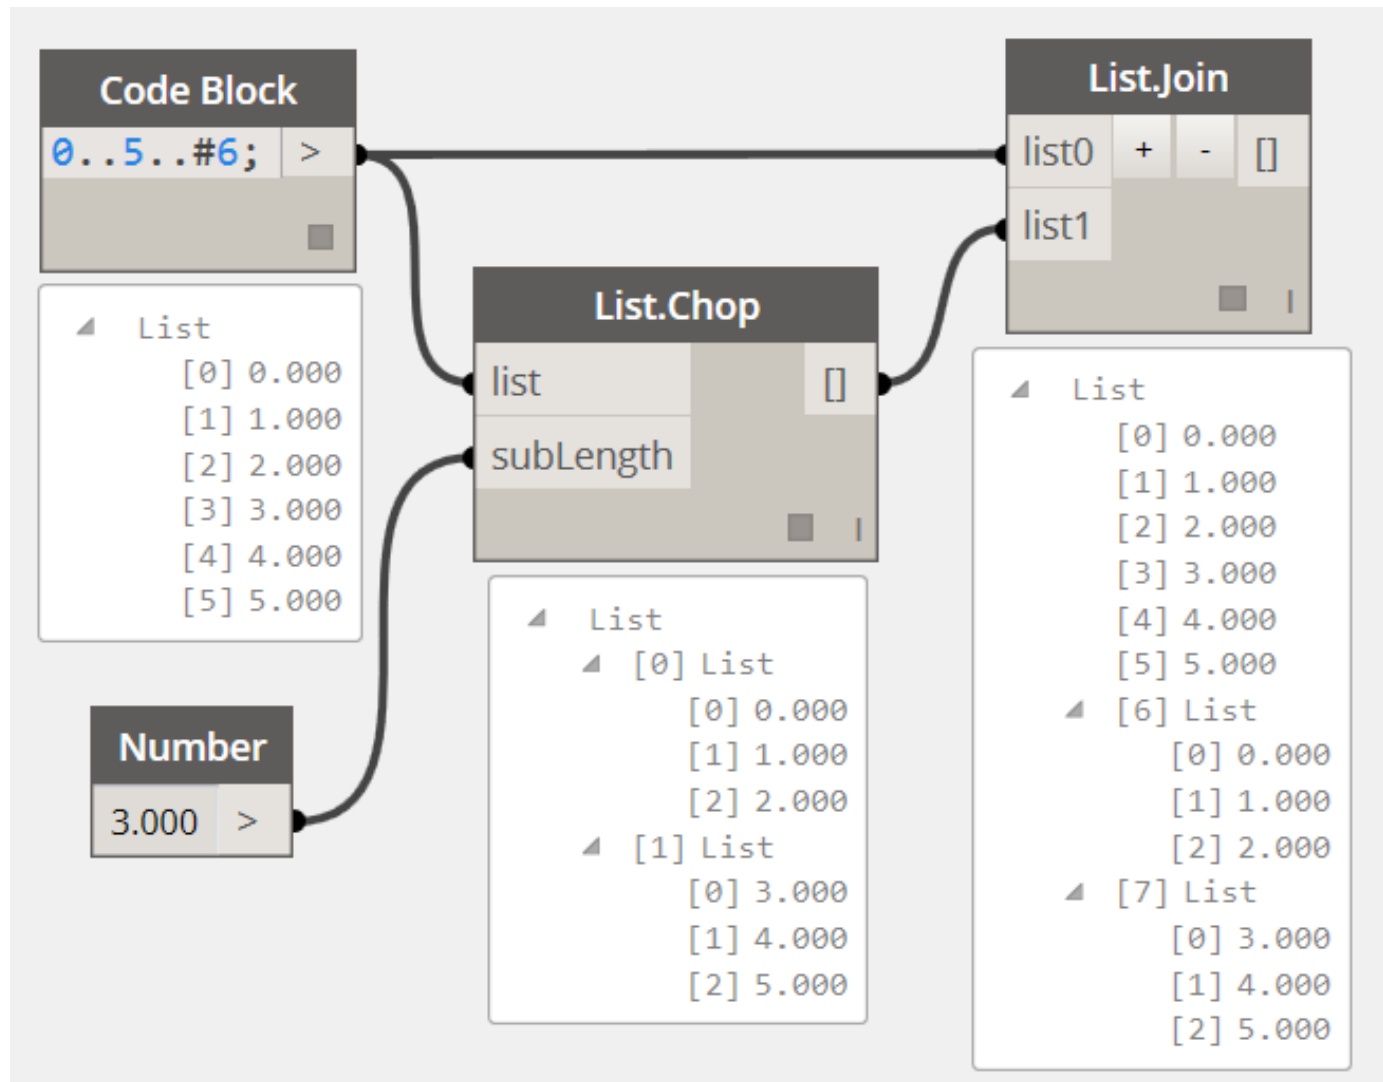 Code Block
0..5..#6; >
List
[0] 0.000
[1] 1.000
[2] 2.000
[3] 3.000
[4] 4.000
[5] 5.000
Number
3.000 >
List.Chop
list []
subLength
l
List
[0] List
[0] 0.000
[1] 1.000
[2] 2.000
[1] List
[0] 3.000
[1] 4.000
[2] 5.000
List.Join
list0 + - []
list1
l
List
[0] 0.000
[1] 1.000
[2] 2.000
[3] 3.000
[4] 4.000
[5] 5.000
[6] List
[0] 0.000
[1] 1.000
[2] 2.000
[7] List
[0] 3.000
[1] 4.000
[2] 5.000